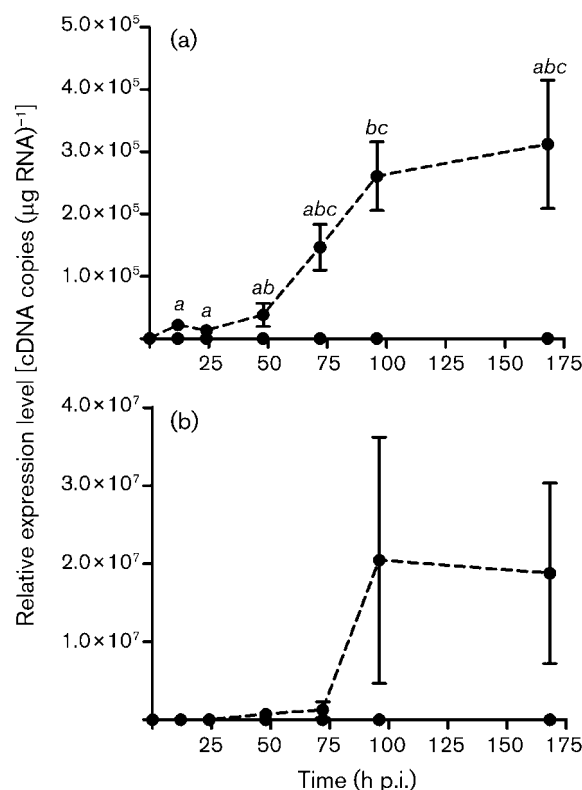 Relative expression level [cDNA copies (μg RNA)⁻¹]
(a)
5.0×10⁵
4.0×10⁵
3.0×10⁵
2.0×10⁵
1.0×10⁵
a
a
ab
abc
bc
abc
25 50 75 100 125 150 175
(b)
4.0×10⁷
3.0×10⁷
2.0×10⁷
1.0×10⁷
25 50 75 100 125 150 175
Time (h p.i.)